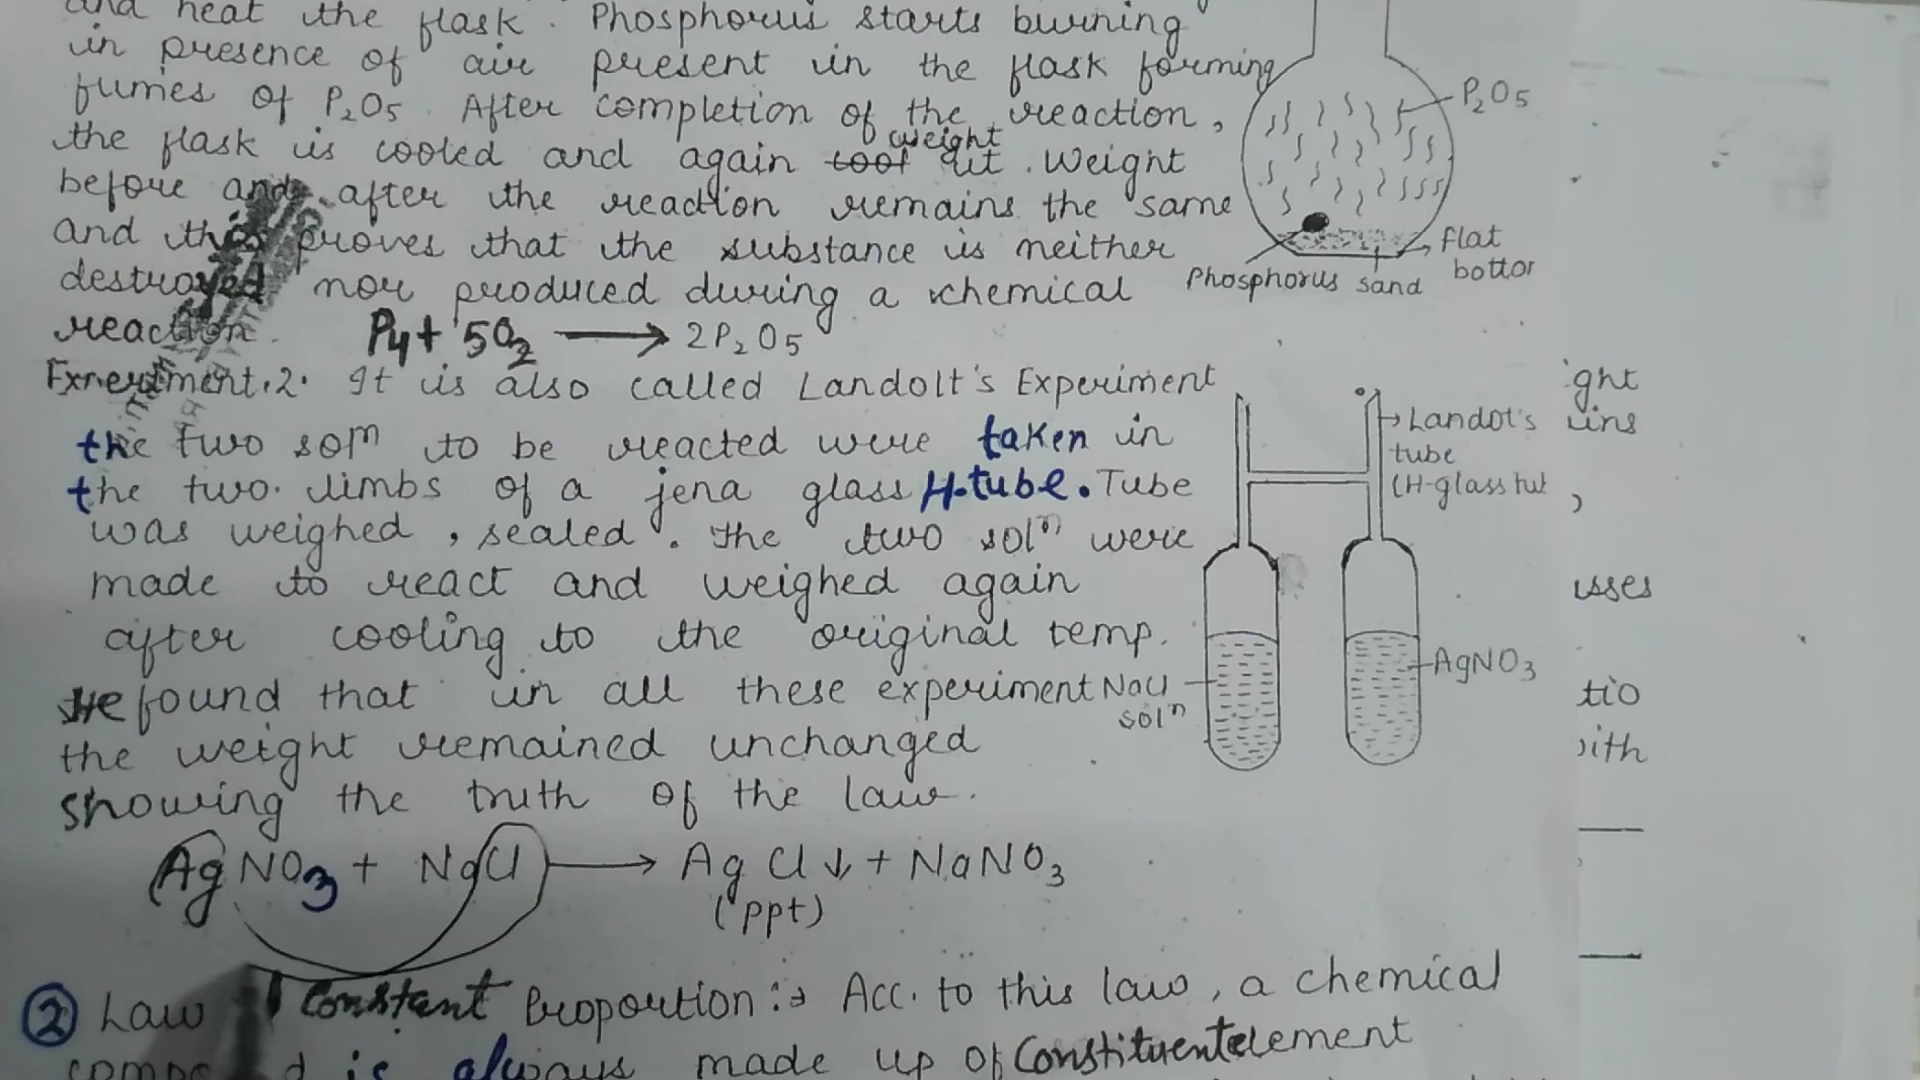 and heat the flask. Phosphorus starts burning
in presence of air present in the flask forming
fumes of P₂O₅. After completion of the reaction,
the flask is cooled and again weight it. Weight
before and after the reaction remains the same
and this proves that the substance is neither
destroyed nor produced during a chemical
reaction. P₄ + 5O₂ → 2P₂O₅
P₂O₅
Phosphorus
sand
flat
bottor
Experiment.2. It is also called Landolt's Experiment
the two solⁿ to be reacted were taken in
the two limbs of a jena glass H-tube. Tube
was weighed, sealed. The two solⁿ were
made to react and weighed again
after cooling to the original temp.
He found that in all these experiment
the weight remained unchanged
showing the truth of the law.
Landot's
tube
(H-glass tub
NaCl
solⁿ
AgNO₃
AgNO₃ + NaCl → AgCl↓ + NaNO₃
(ppt)
② Law Constant Proportion :→ Acc. to this law, a chemical
is always made up of Constituent element
ght
ins
,
sses
tio
ith